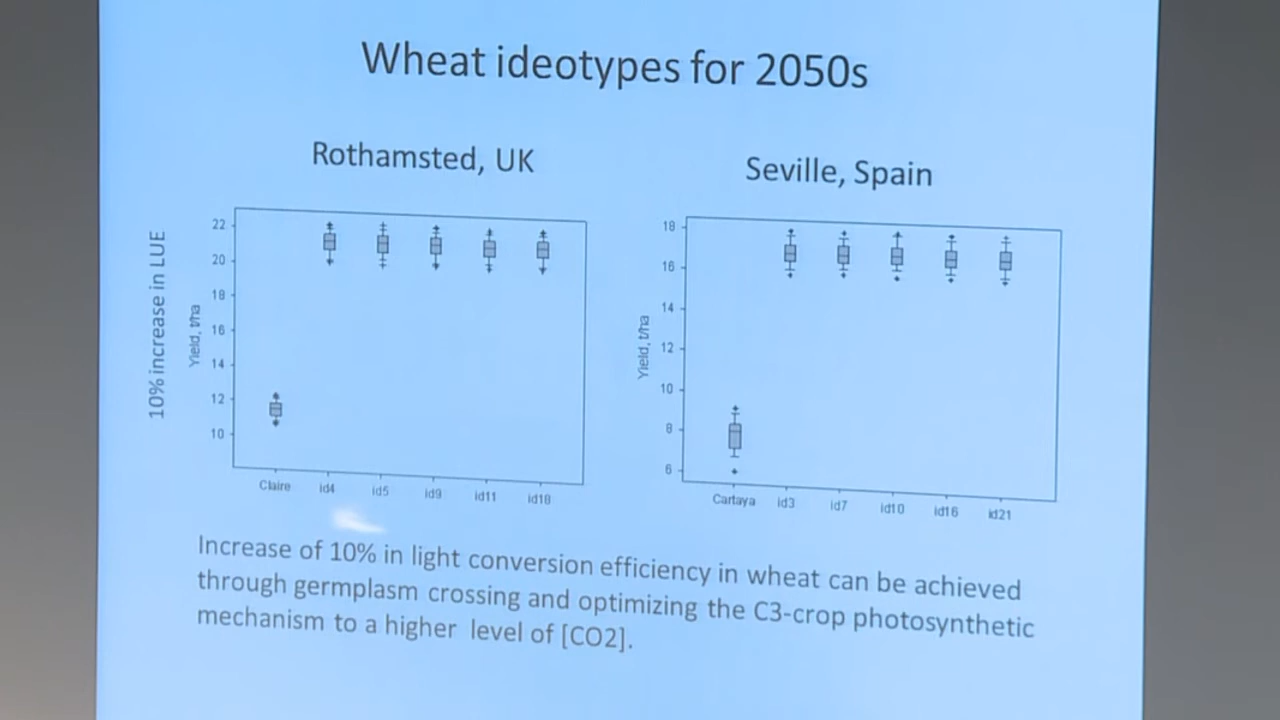 Wheat ideotypes for 2050s
Rothamsted, UK
10% increase in LUE
Yield, t/ha
22
20
18
16
14
12
10
Claire id4 id5 id9 id11 id18
Seville, Spain
Yield, t/ha
18
16
14
12
10
8
6
Cartaya id3 id7 id10 id16 id21
Increase of 10% in light conversion efficiency in wheat can be achieved
through germplasm crossing and optimizing the C3-crop photosynthetic
mechanism to a higher level of [CO2].